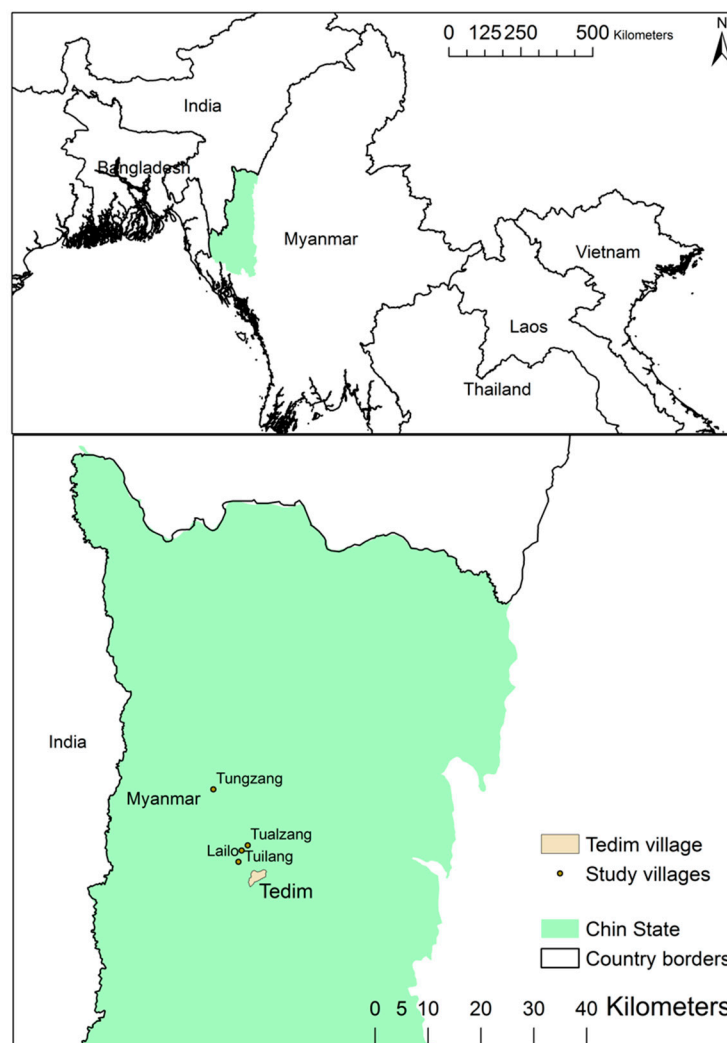 N
0 125 250 500 Kilometers
India
Bangladesh
Myanmar
Vietnam
Laos
Thailand
India
Tungzang
Myanmar
Tualzang
Lailo
Tuilang
Tedim
Tedim village
Study villages
Chin State
Country borders
0 5 10 20 30 40 Kilometers